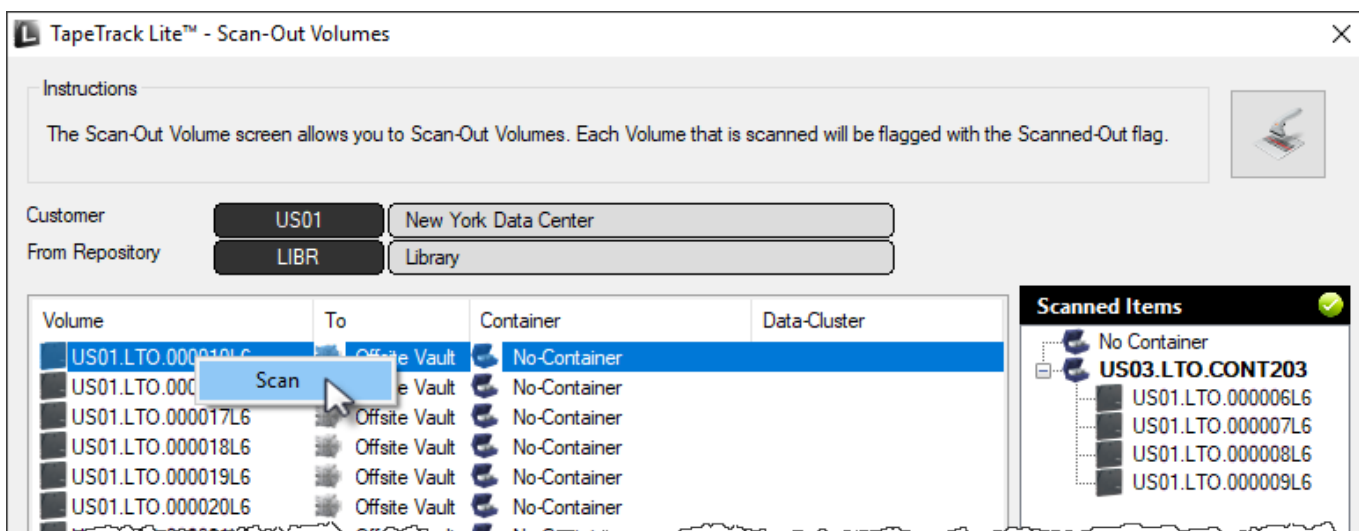 TapeTrack Lite™ - Scan-Out Volumes
Instructions
The Scan-Out Volume screen allows you to Scan-Out Volumes. Each Volume that is scanned will be flagged with the Scanned-Out flag.
Customer US01 New York Data Center
From Repository LIBR Library
Volume To Container Data-Cluster
Offsite Vault No-Container
Scan
US01.LTO.000 Vault No-Container
US01.LTO.000017L6 Offsite Vault No-Container
US01.LTO.000018L6 Offsite Vault No-Container
US01.LTO.000019L6 Offsite Vault No-Container
US01.LTO.000020L6 Offsite Vault No-Container
Scanned Items
No Container
US03.LTO.CONT203
US01.LTO.000006L6
US01.LTO.000007L6
US01.LTO.000008L6
US01.LTO.000009L6